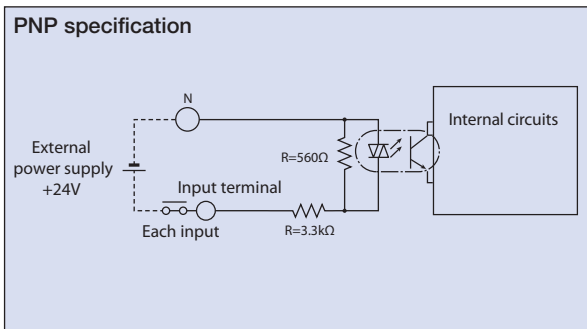 PNP specification
N
External
power supply
+24V
R=560Ω
Internal circuits
Input terminal
Each input
R=3.3kΩ